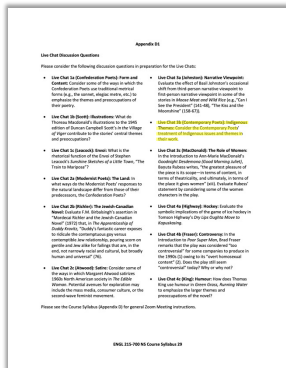 Appendix D1
Live Chat Discussion Questions
Please consider the following discussion questions in preparation for the Live Chats:
• Live Chat 1a (Confederation Poets): Form and
Content: Consider some of the ways in which the
Confederation Poets use traditional metrical
forms (e.g., the sonnet, elegiac metre, etc.) to
emphasize the themes and preoccupations of
their poetry.
• Live Chat 1b (Scott): Illustrations: What do
Thoreau Macdonald's illustrations to the 1945
edition of Duncan Campbell Scott's In the Village
of Viger contribute to the stories' central themes
and preoccupations?
• Live Chat 1c (Leacock): Envoi: What is the
rhetorical function of the Envoi of Stephen
Leacock's Sunshine Sketches of a Little Town, "The
Train to Mariposa"?
• Live Chat 2a (Modernist Poets): The Land: In
what ways do the Modernist Poets' responses to
the natural landscape differ from those of their
predecessors, the Confederation Poets?
• Live Chat 2b (Richler): The Jewish-Canadian
Novel: Evaluate F.M. Birbalsingh's assertion in
"Mordecai Richler and the Jewish-Canadian
Novel" (1972) that, in The Apprenticeship of
Duddy Kravitz, "Duddy's fantastic career exposes
to ridicule the contemptuous gen versus
contemptible Jew relationship, pouring scorn on
gentile and Jew alike for failings that are, in the
end, not narrowly racial and cultural, but broadly
human and universal" (76).
• Live Chat 2c (Atwood): Satire: Consider some of
the ways in which Margaret Atwood satirizes
1960s North American society in The Edible
Woman. Potential avenues for exploration may
include the mass media, consumer culture, or the
second-wave feminist movement.
• Live Chat 3a (Johnston): Narrative Viewpoint:
Evaluate the effect of Basil Johnston's occasional
shift from third-person narrative viewpoint to
first-person narrative viewpoint in some of the
stories in Moose Meat and Wild Rice (e.g., "Can I
See the President" (141-48), "The Kiss and the
Moonshine" (158-67)).
• Live Chat 3b (Contemporary Poets): Indigenous
Themes: Consider the Contemporary Poets'
treatment of Indigenous issues and themes in
their work.
• Live Chat 3c (MacDonald): The Role of Women:
In the Introduction to Ann-Marie MacDonald's
Goodnight Desdemona (Good Morning Juliet),
Banuta Rubess writes, "the greatest pleasure of
the piece is its scope—in terms of content, in
terms of theatricality, and ultimately, in terms of
the place it gives women" (xii). Evaluate Rubess'
statement by considering some of the women
characters in the play.
• Live Chat 4a (Highway): Hockey: Evaluate the
symbolic implications of the game of ice hockey in
Tomson Highway's Dry Lips Oughta Move to
Kapuskasing.
• Live Chat 4b (Fraser): Controversy: In the
Introduction to Poor Super Man, Brad Fraser
remarks that the play was considered "too
controversial" for some companies to produce in
the 1990s (i) owing to its "overt homosexual
content" (2). Does the play still seem
"controversial" today? Why or why not?
• Live Chat 4c (King): Humour: How does Thomas
King use humour in Green Grass, Running Water
to emphasize the larger themes and
preoccupations of the novel?
Please see the Course Syllabus (Appendix D) for general Zoom Meeting instructions.
ENGL 215-700 NS Course Syllabus 29